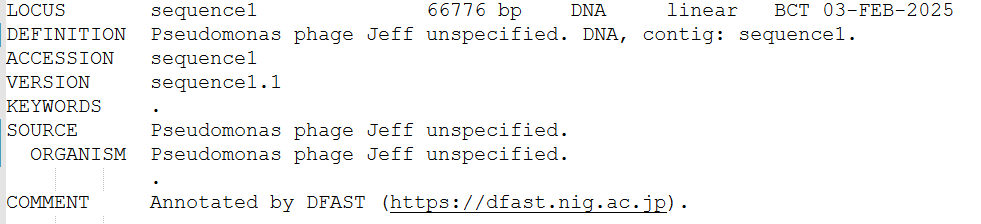 LOCUS       sequence1              66776 bp    DNA     linear   BCT 03-FEB-2025
DEFINITION  Pseudomonas phage Jeff unspecified. DNA, contig: sequence1.
ACCESSION   sequence1
VERSION     sequence1.1
KEYWORDS    .
SOURCE      Pseudomonas phage Jeff unspecified.
  ORGANISM  Pseudomonas phage Jeff unspecified.
            .
COMMENT     Annotated by DFAST (https://dfast.nig.ac.jp).